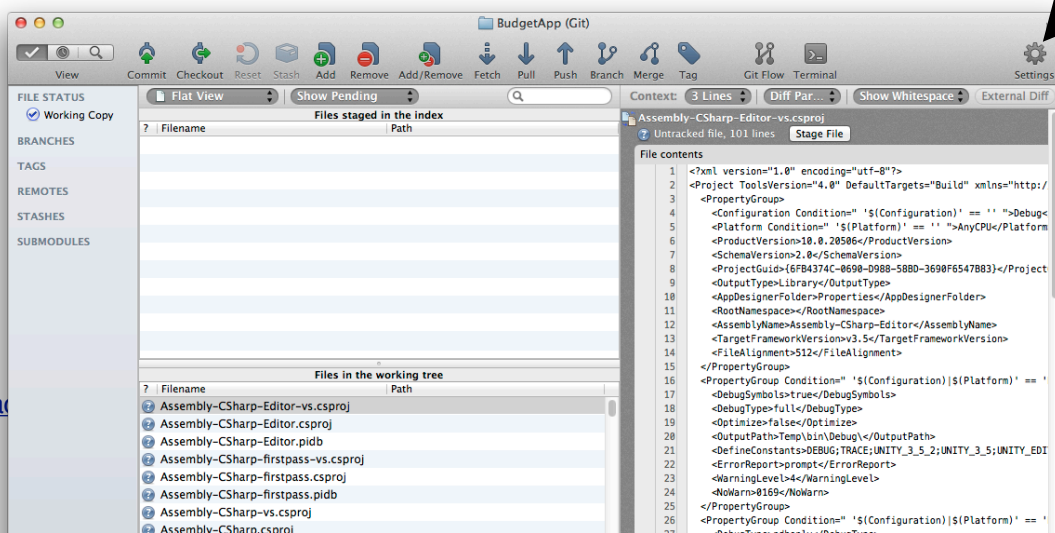 BudgetApp (Git)
View Commit Checkout Reset Stash Add Remove Add/Remove Fetch Pull Push Branch Merge Tag Git Flow Terminal Settings
FILE STATUS
Working Copy
BRANCHES
TAGS
REMOTES
STASHES
SUBMODULES
Flat View Show Pending
Files staged in the index
? Filename Path
Files in the working tree
? Filename Path
Assembly-CSharp-Editor-vs.csproj
Assembly-CSharp-Editor.csproj
Assembly-CSharp-Editor.pidb
Assembly-CSharp-firstpass-vs.csproj
Assembly-CSharp-firstpass.csproj
Assembly-CSharp-firstpass.pidb
Assembly-CSharp-vs.csproj
Assembly-CSharp.csproj
Context: 3 Lines Diff Par... Show Whitespace External Diff
Assembly-CSharp-Editor-vs.csproj
Untracked file, 101 lines Stage File
File contents
1 <?xml version="1.0" encoding="utf-8"?>
2 <Project ToolsVersion="4.0" DefaultTargets="Build" xmlns="http:/
3 <PropertyGroup>
4 <Configuration Condition=" '$(Configuration)' == '' ">Debug<
5 <Platform Condition=" '$(Platform)' == '' ">AnyCPU</Platform
6 <ProductVersion>10.0.20506</ProductVersion>
7 <SchemaVersion>2.0</SchemaVersion>
8 <ProjectGuid>{6FB4374C-0690-D988-58BD-3690F6547B83}</Project
9 <OutputType>Library</OutputType>
10 <AppDesignerFolder>Properties</AppDesignerFolder>
11 <RootNamespace></RootNamespace>
12 <AssemblyName>Assembly-CSharp-Editor</AssemblyName>
13 <TargetFrameworkVersion>v3.5</TargetFrameworkVersion>
14 <FileAlignment>512</FileAlignment>
15 </PropertyGroup>
16 <PropertyGroup Condition=" '$(Configuration)|$(Platform)' == '
17 <DebugSymbols>true</DebugSymbols>
18 <DebugType>full</DebugType>
19 <Optimize>false</Optimize>
20 <OutputPath>Temp\bin\Debug\</OutputPath>
21 <DefineConstants>DEBUG;TRACE;UNITY_3_5_2;UNITY_3_5;UNITY_EDI
22 <ErrorReport>prompt</ErrorReport>
23 <WarningLevel>4</WarningLevel>
24 <NoWarn>0169</NoWarn>
25 </PropertyGroup>
26 <PropertyGroup Condition=" '$(Configuration)|$(Platform)' == '